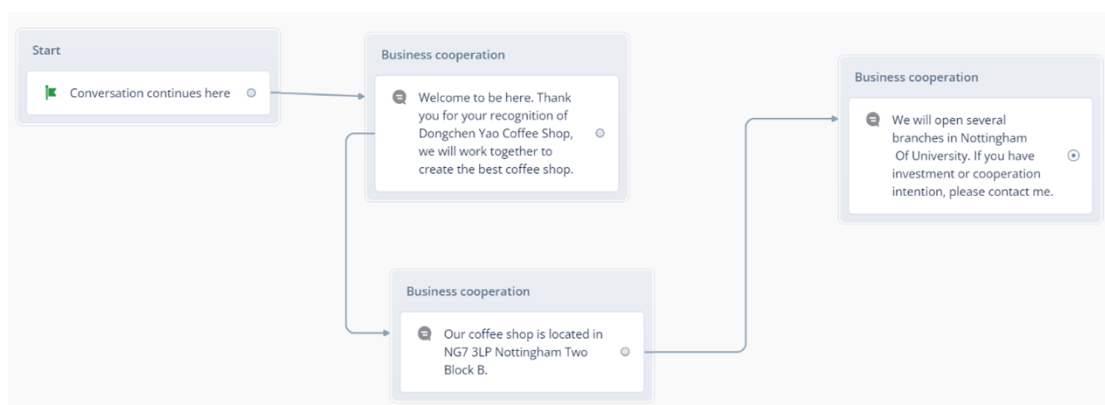 Start
Conversation continues here
Business cooperation
Welcome to be here. Thank
you for your recognition of
Dongchen Yao Coffee Shop,
we will work together to
create the best coffee shop.
Business cooperation
Our coffee shop is located in
NG7 3LP Nottingham Two
Block B.
Business cooperation
We will open several
branches in Nottingham
Of University. If you have
investment or cooperation
intention, please contact me.